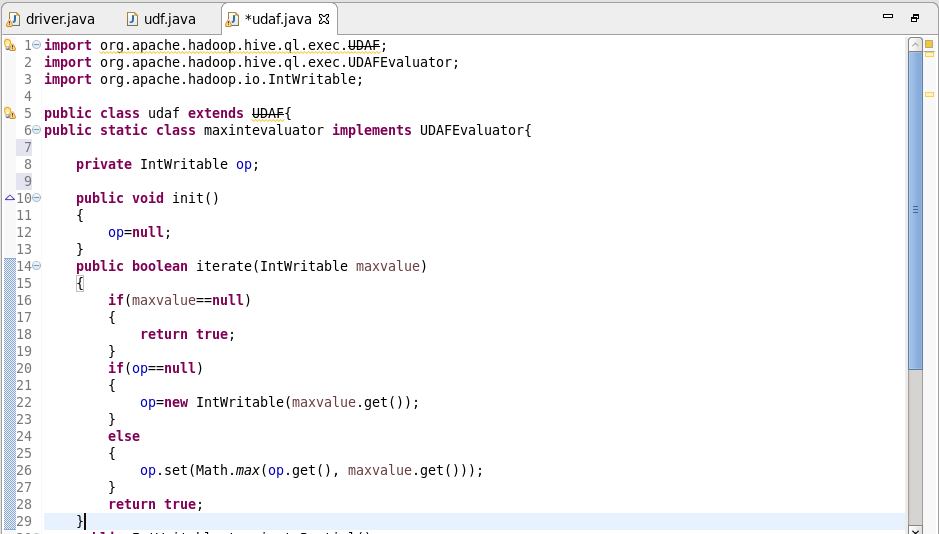 driver.java udf.java *udaf.java
1 import org.apache.hadoop.hive.ql.exec.UDAF;
2 import org.apache.hadoop.hive.ql.exec.UDAFEvaluator;
3 import org.apache.hadoop.io.IntWritable;
4
5 public class udaf extends UDAF{
6 public static class maxintevaluator implements UDAFEvaluator{
7
8     private IntWritable op;
9
10     public void init()
11     {
12         op=null;
13     }
14     public boolean iterate(IntWritable maxvalue)
15     {
16         if(maxvalue==null)
17         {
18             return true;
19         }
20         if(op==null)
21         {
22             op=new IntWritable(maxvalue.get());
23         }
24         else
25         {
26             op.set(Math.max(op.get(), maxvalue.get()));
27         }
28         return true;
29     }